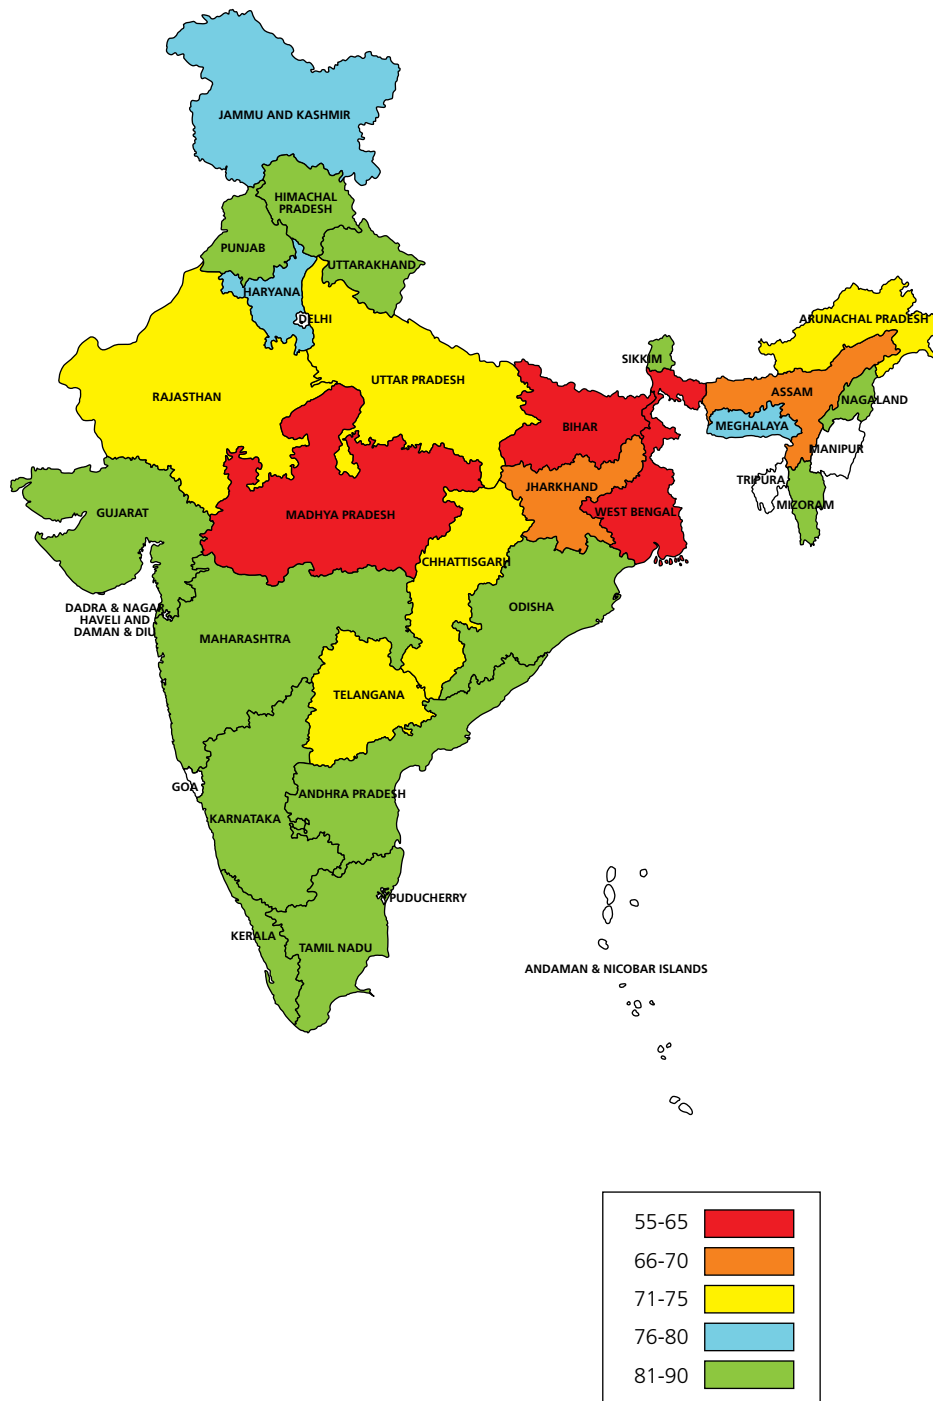 JAMMU AND KASHMIR
HIMACHAL
PRADESH
PUNJAB
UTTARAKHAND
HARYANA
DELHI
ARUNACHAL PRADESH
SIKKIM
UTTAR PRADESH
RAJASTHAN
ASSAM
NAGALAND
BIHAR
MEGHALAYA
MANIPUR
TRIPURA
MIZORAM
JHARKHAND
GUJARAT
MADHYA PRADESH
WEST BENGAL
CHHATTISGARH
DADRA & NAGAR
HAVELI AND
DAMAN & DIU
ODISHA
MAHARASHTRA
TELANGANA
GOA
ANDHRA PRADESH
KARNATAKA
PUDUCHERRY
KERALA
TAMIL NADU
ANDAMAN & NICOBAR ISLANDS
55-65
66-70
71-75
76-80
81-90